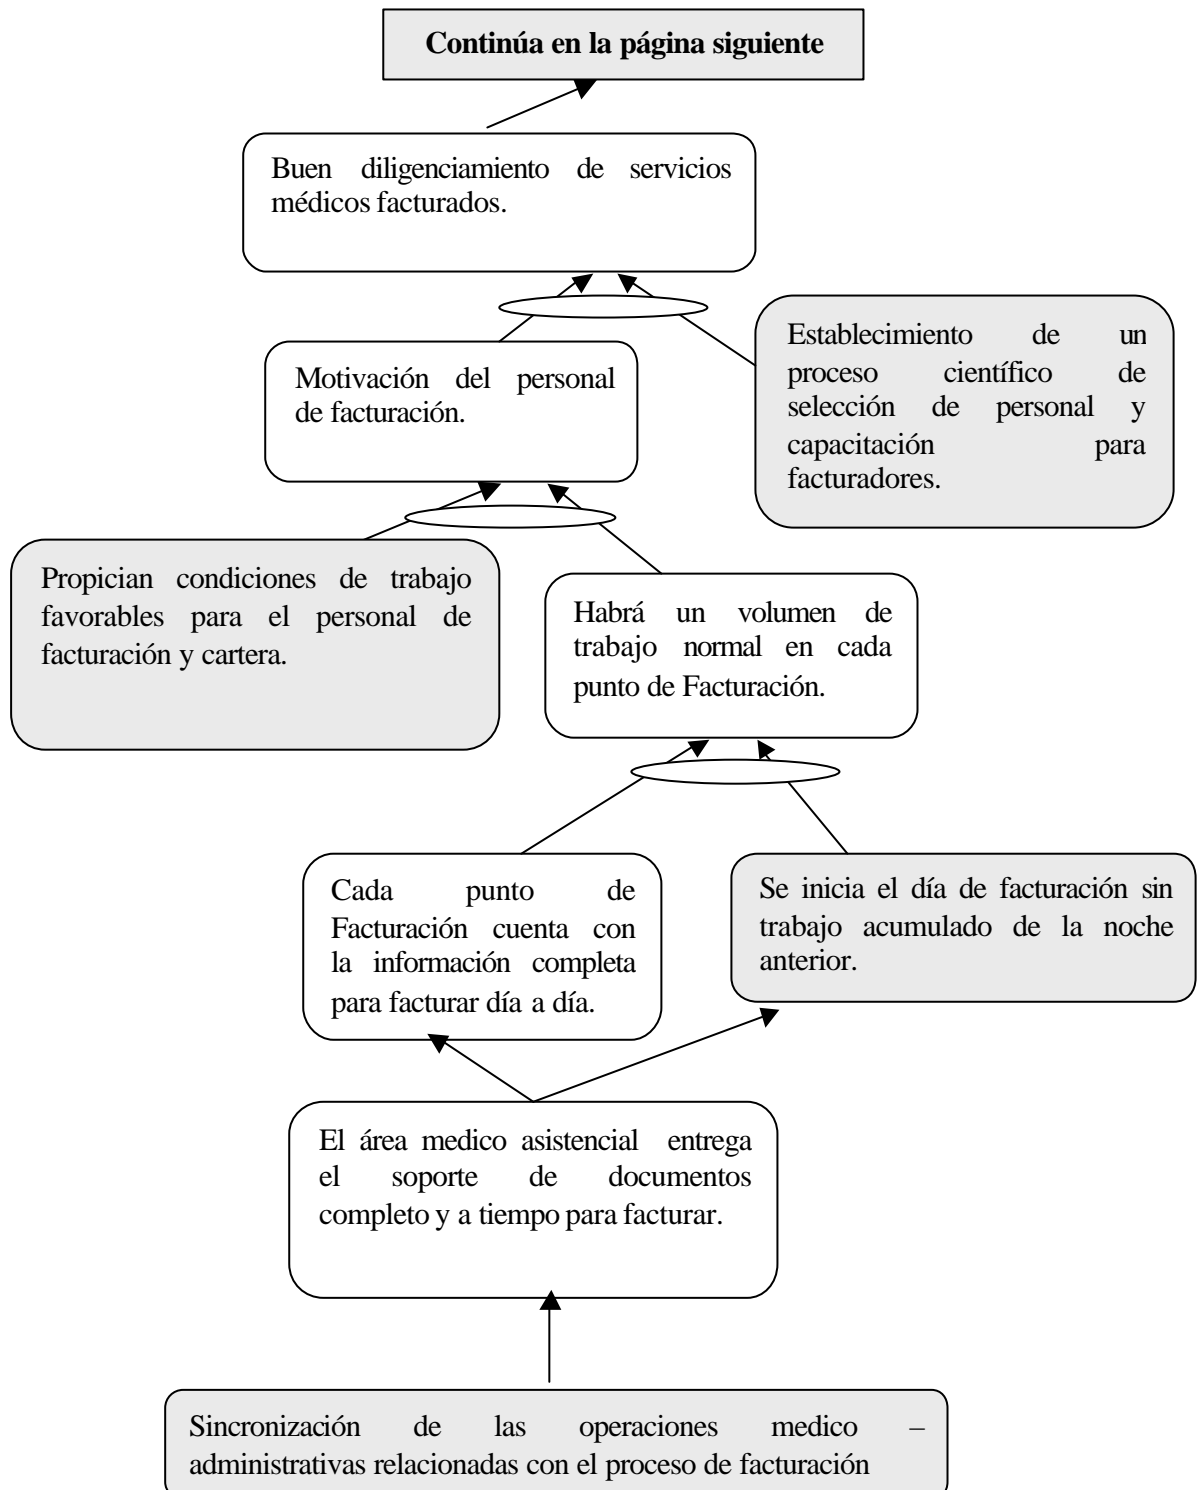 Continúa en la página siguiente
Buen diligenciamiento de servicios
médicos facturados.
Establecimiento de un
proceso científico de
selección de personal y
capacitación para
facturadores.
Motivación del personal
de facturación.
Propician condiciones de trabajo
favorables para el personal de
facturación y cartera.
Habrá un volumen de
trabajo normal en cada
punto de Facturación.
Cada punto de
Facturación cuenta con
la información completa
para facturar día a día.
Se inicia el día de facturación sin
trabajo acumulado de la noche
anterior.
El área medico asistencial entrega
el soporte de documentos
completo y a tiempo para facturar.
Sincronización de las operaciones medico –
administrativas relacionadas con el proceso de facturación